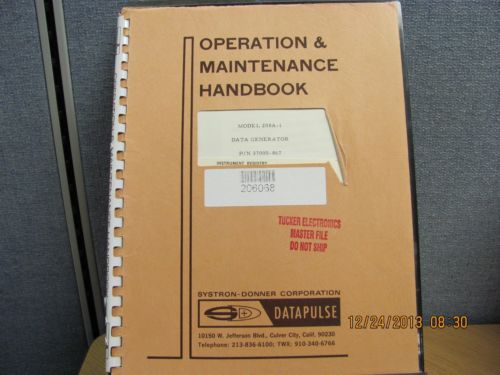 OPERATION &
MAINTENANCE
HANDBOOK
MODEL 208A-1
DATA GENERATOR
P/N 57005-867
INSTRUMENT REGISTRY
206068
TUCKER ELECTRONICS
MASTER FILE
DO NOT SHIP
SYSTRON-DONNER CORPORATION
DATAPULSE
10150 W. Jefferson Blvd., Culver City, Calif. 90230
Telephone: 213-836-6100; TWX: 910-340-6766
12/24/2013 08:30